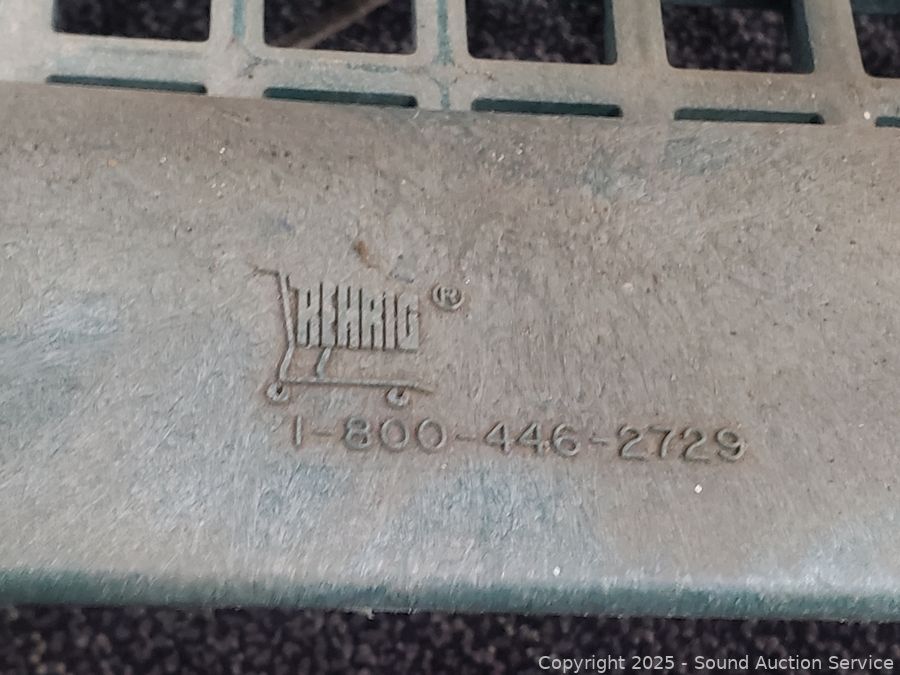 REHRIG ®
1-800-446-2729
Copyright 2025 - Sound Auction Service